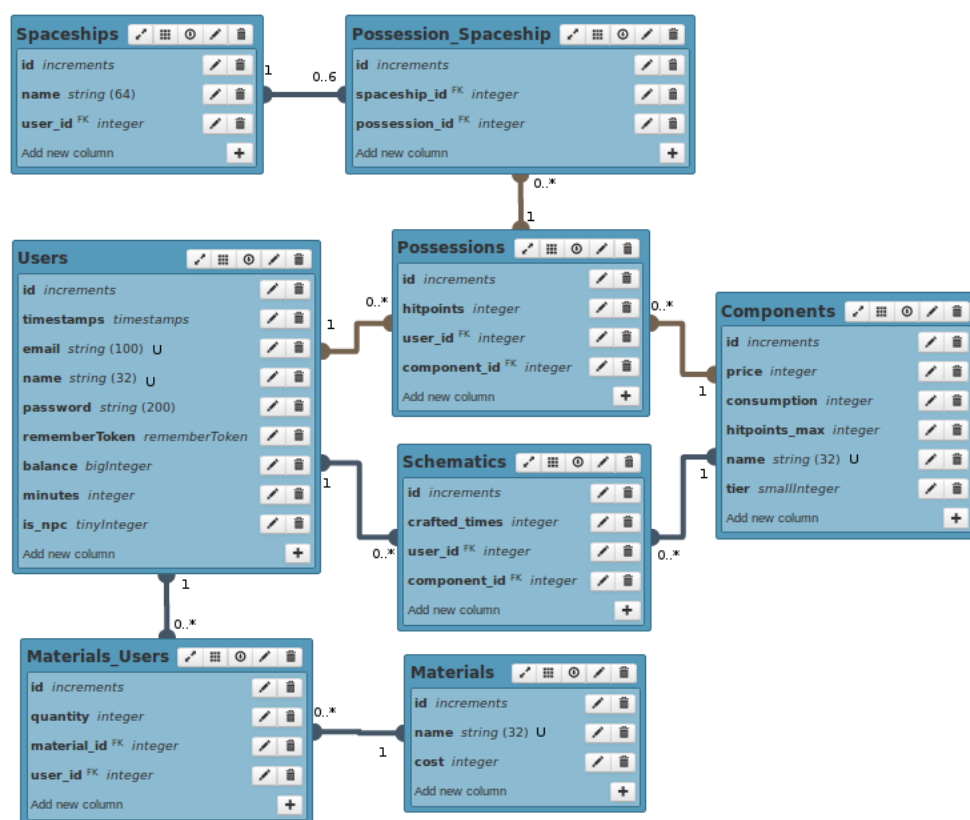 Spaceships
id increments
name string (64)
user_id FK integer
Add new column
1
0..6
Possession_Spaceship
id increments
spaceship_id FK integer
possession_id FK integer
Add new column
0..*
1
Users
id increments
timestamps timestamps
email string (100) U
name string (32) U
password string (200)
rememberToken rememberToken
balance bigInteger
minutes integer
is_npc tinyInteger
Add new column
1
0..*
Possessions
id increments
hitpoints integer
user_id FK integer
component_id FK integer
Add new column
0..*
1
Components
id increments
price integer
consumption integer
hitpoints_max integer
name string (32) U
tier smallInteger
Add new column
1
0..*
Schematics
id increments
crafted_times integer
user_id FK integer
component_id FK integer
Add new column
0..*
1
1
0..*
Materials_Users
id increments
quantity integer
material_id FK integer
user_id FK integer
Add new column
0..*
1
Materials
id increments
name string (32) U
cost integer
Add new column